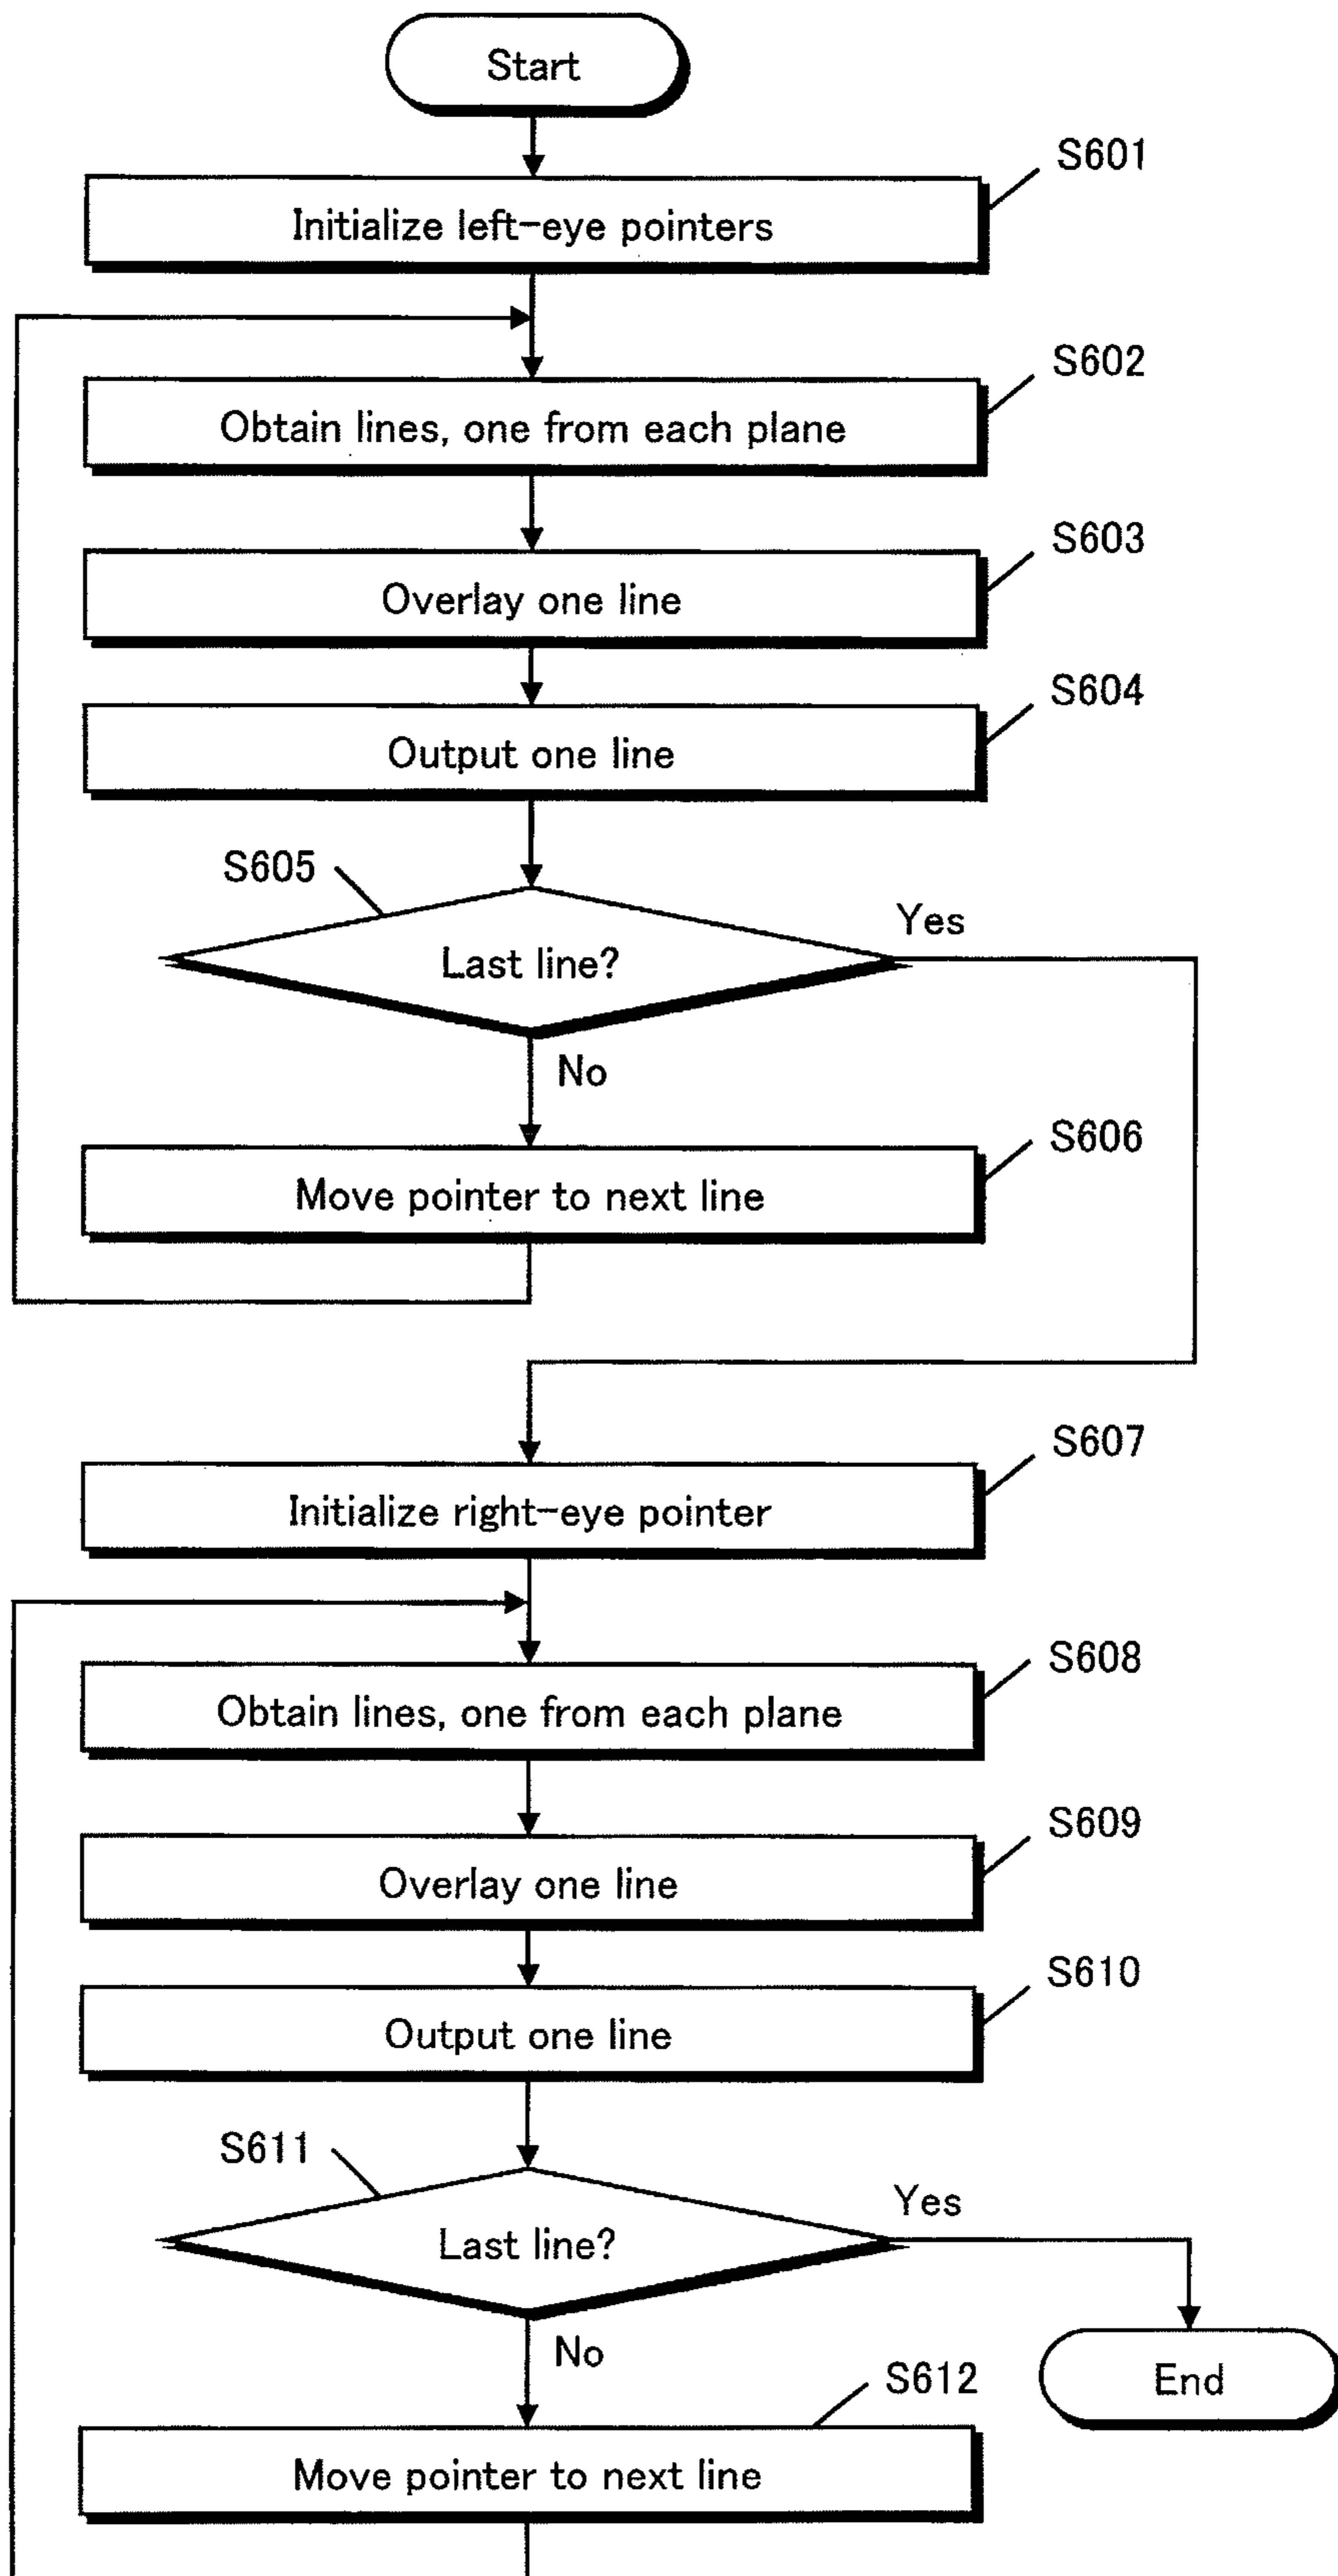 Start
S601
Initialize left-eye pointers
S602
Obtain lines, one from each plane
S603
Overlay one line
S604
Output one line
S605
Last line?
Yes
No
S606
Move pointer to next line
S607
Initialize right-eye pointer
S608
Obtain lines, one from each plane
S609
Overlay one line
S610
Output one line
S611
Last line?
Yes
No
End
S612
Move pointer to next line